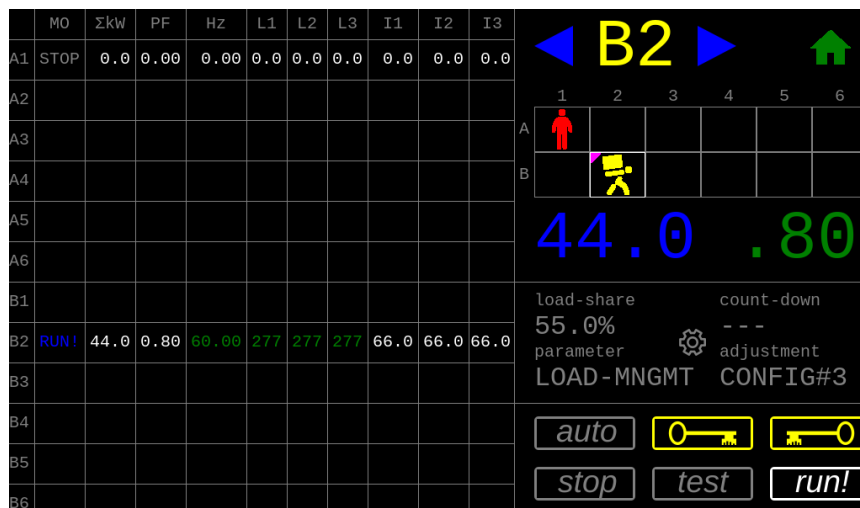 MO ΣkW PF Hz L1 L2 L3 I1 I2 I3
A1 STOP 0.0 0.00 0.00 0.0 0.0 0.0 0.0 0.0 0.0
A2
A3
A4
A5
A6
B1
B2 RUN! 44.0 0.80 60.00 277 277 277 66.0 66.0 66.0
B3
B4
B5
B6
B2
1 2 3 4 5 6
A
B
44.0 .80
load-share count-down
55.0% ---
parameter adjustment
LOAD-MNGMT CONFIG#3
auto
stop test run!